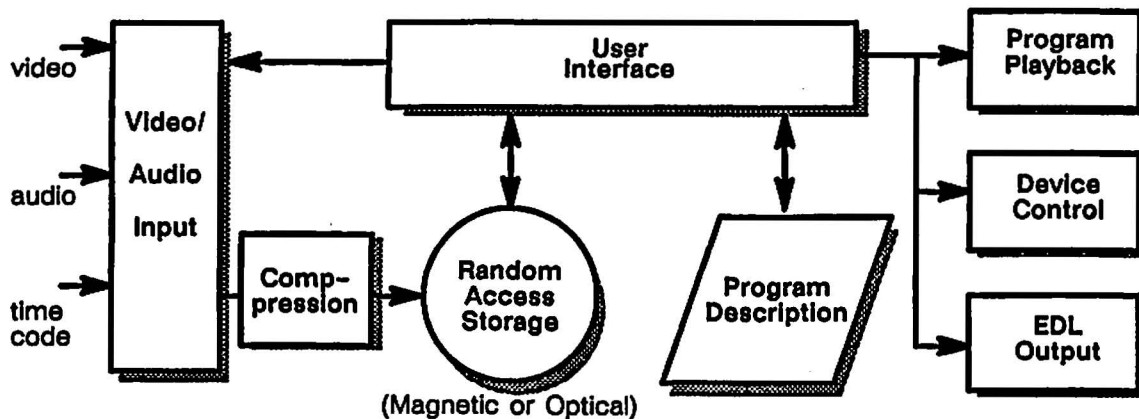 video
audio
time
code
Video/
Audio
Input
Comp-
pression
User
Interface
Random
Access
Storage
(Magnetic or Optical)
Program
Description
Program
Playback
Device
Control
EDL
Output